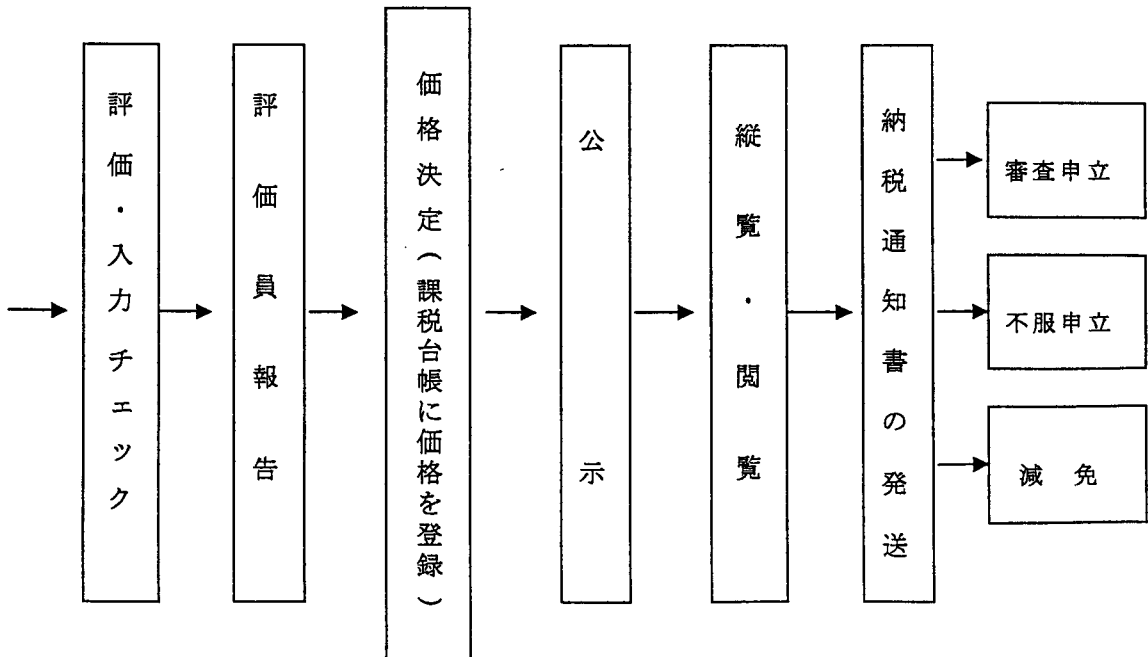 評価・入力チェック
評価員報告
価格決定(課税台帳に価格を登録)
公示
縦覧・閲覧
納税通知書の発送
審査申立
不服申立
減免